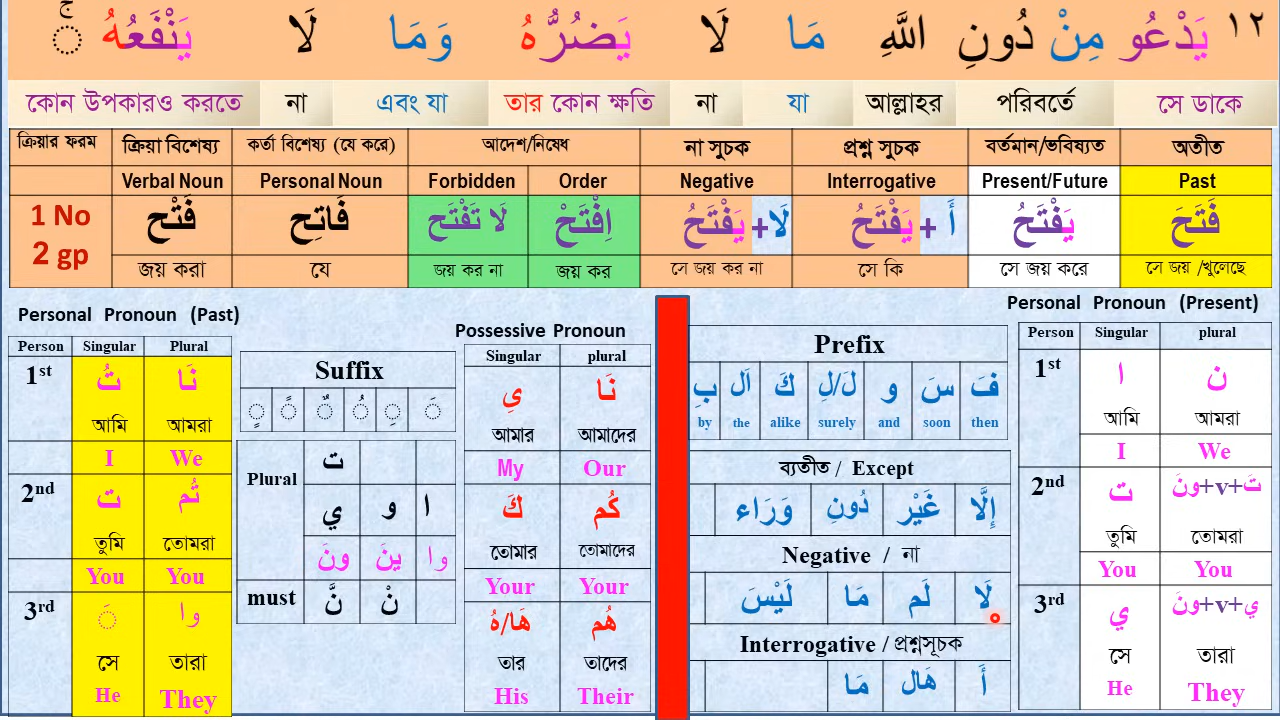 ١٢ يَدْعُو مِنْ دُونِ اللَّهِ مَا لَا يَضُرُّهُ وَمَا لَا يَنْفَعُهُ ۚ
কোন উপকারও করতে না এবং যা তার কোন ক্ষতি না যা আল্লাহর পরিবর্তে সে ডাকে
ক্রিয়ার ফরম ক্রিয়া বিশেষ্য কর্তা বিশেষ্য (যে করে) আদেশ/নিষেধ না সুচক প্রশ্ন সুচক বর্তমান/ভবিষ্যত অতীত
Verbal Noun Personal Noun Forbidden Order Negative Interrogative Present/Future Past
1 No 2 gp فَتْح فَاتِح لَا تَفْتَح اِفْتَحْ لَا+ يَفْتَحُ أَ + يَفْتَحُ يَفْتَحُ فَتَحَ
জয় করা যে জয় কর না জয় কর সে জয় কর না সে কি সে জয় করে সে জয় /খুলেছে
Personal Pronoun (Past)
Person Singular Plural
1st تُ نَا
আমি আমরা
I We
2nd ت تُم
তুমি তোমরা
You You
3rd َ وا
সে তারা
He They
Suffix
ٍ ً ٌ ُ ِ َ
Plural ت
ي و ا
ونَ ينَ وا
must نَّ نْ
Possessive Pronoun
Singular plural
يِ نَا
আমার আমাদের
My Our
كَ كُم
তোমার তোমাদের
Your Your
هَا/هُ هُم
তার তাদের
His Their
Prefix
بِ اَل كَ لَ/لِ و سَ فَ
by the alike surely and soon then
ব্যতীত / Except
وَرَاء دُونِ غَيْر إِلَّا
Negative / না
لَيْسَ مَا لَم لَا
Interrogative / প্রশ্নসূচক
مَا هَال أَ
Personal Pronoun (Present)
Person Singular plural
1st ا ن
আমি আমরা
I We
2nd ت تَ+v+ونَ
তুমি তোমরা
You You
3rd ي ي+v+ونَ
সে তারা
He They